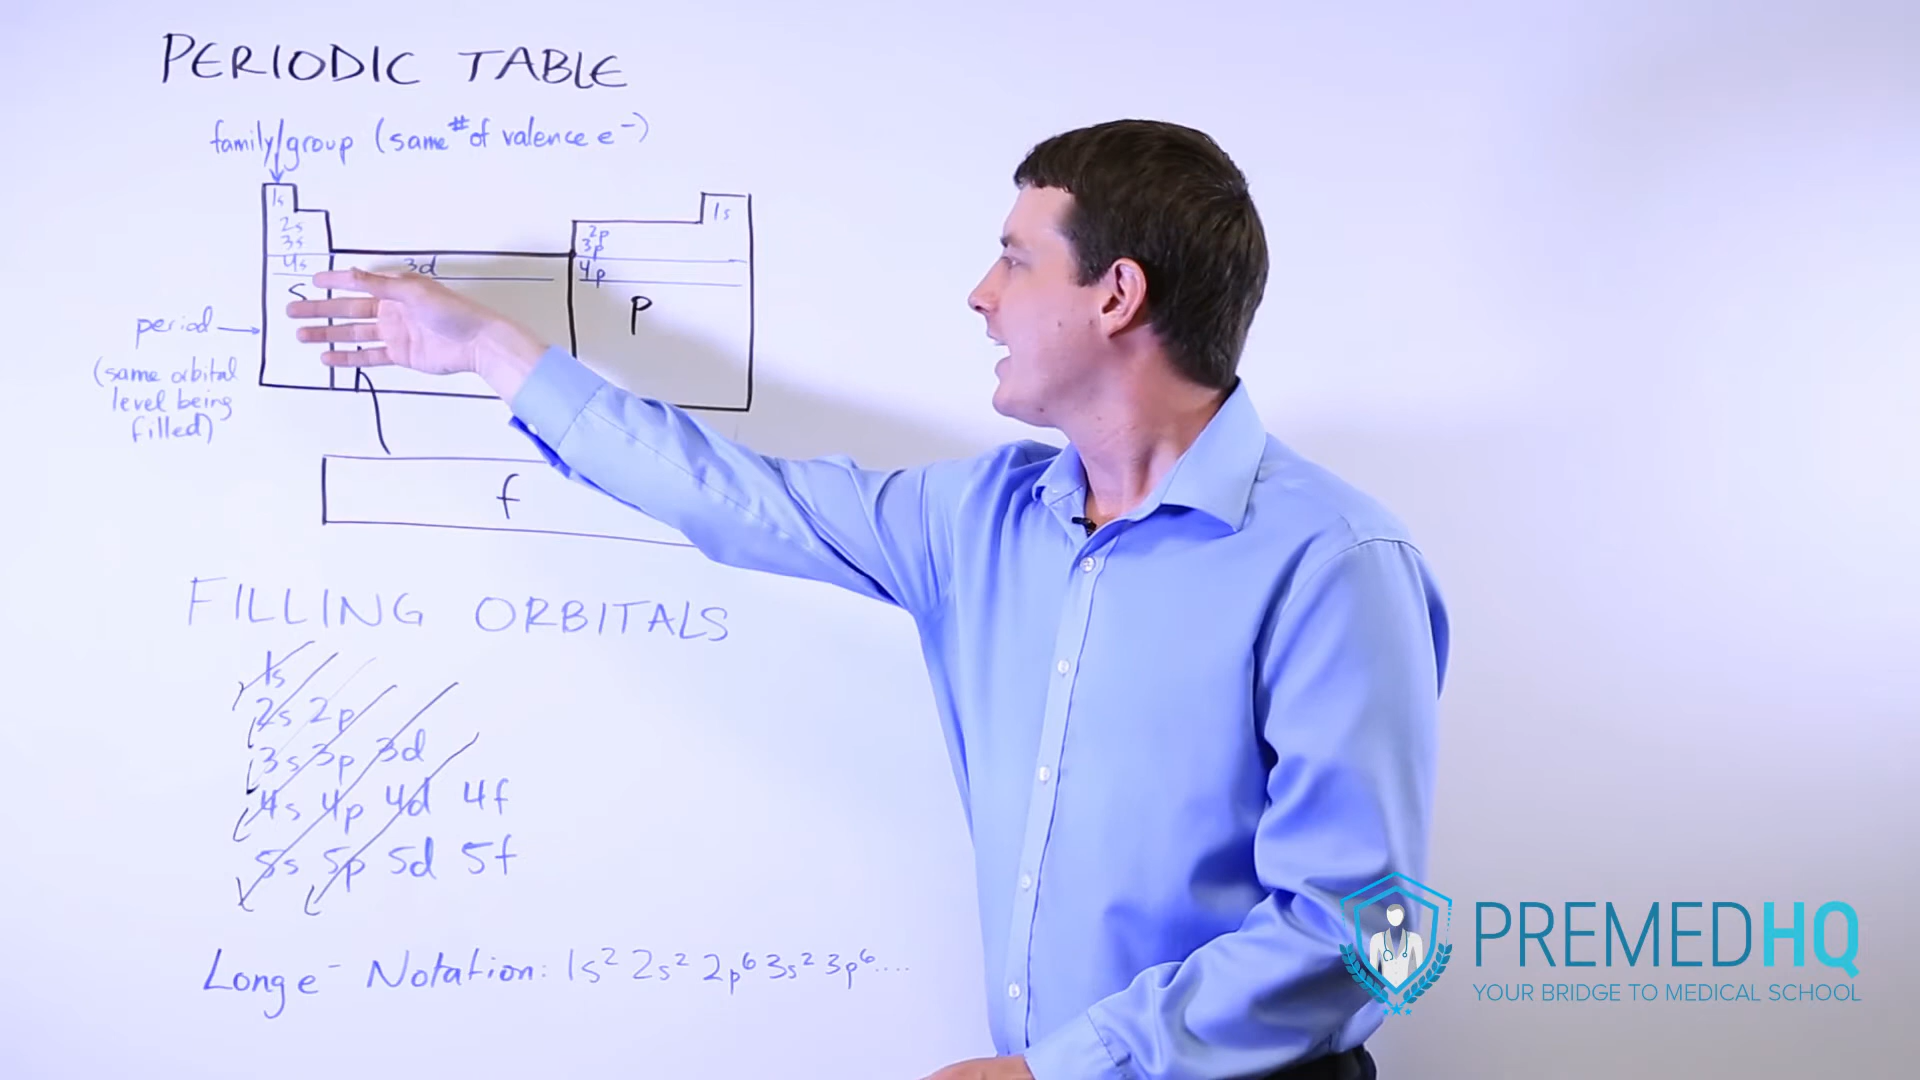 PERIODIC TABLE
family/group (same # of valence e-)
1s
1s
2s
3s
2p
3p
4s
3d
4p
s
p
period
(same orbital
level being
filled)
f
FILLING ORBITALS
1s
2s 2p
3s 3p 3d
4s 4p 4d 4f
5s 5p 5d 5f
Long e- Notation: 1s² 2s² 2p⁶ 3s² 3p⁶....
PREMEDHQ
YOUR BRIDGE TO MEDICAL SCHOOL